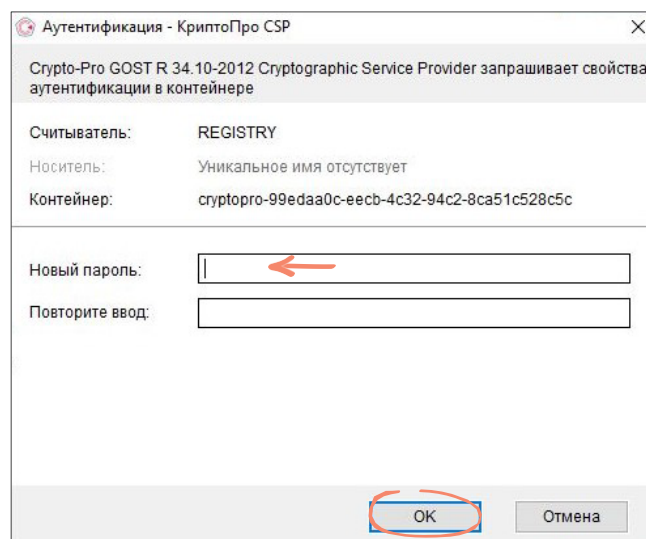 Аутентификация - КриптоПро CSP
Crypto-Pro GOST R 34.10-2012 Cryptographic Service Provider запрашивает свойства
аутентификации в контейнере
Считыватель: REGISTRY
Носитель: Уникальное имя отсутствует
Контейнер: cryptopro-99edaa0c-eecb-4c32-94c2-8ca51c528c5c
Новый пароль:
Повторите ввод:
OK Отмена